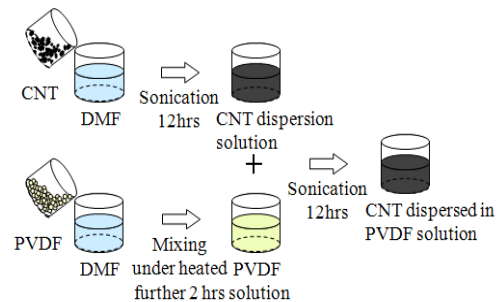 CNT
DMF
Sonication
12hrs
CNT dispersion
solution
+
Sonication
12hrs
CNT dispersed in
PVDF solution
PVDF
DMF
Mixing
under heated
further 2 hrs
PVDF
solution